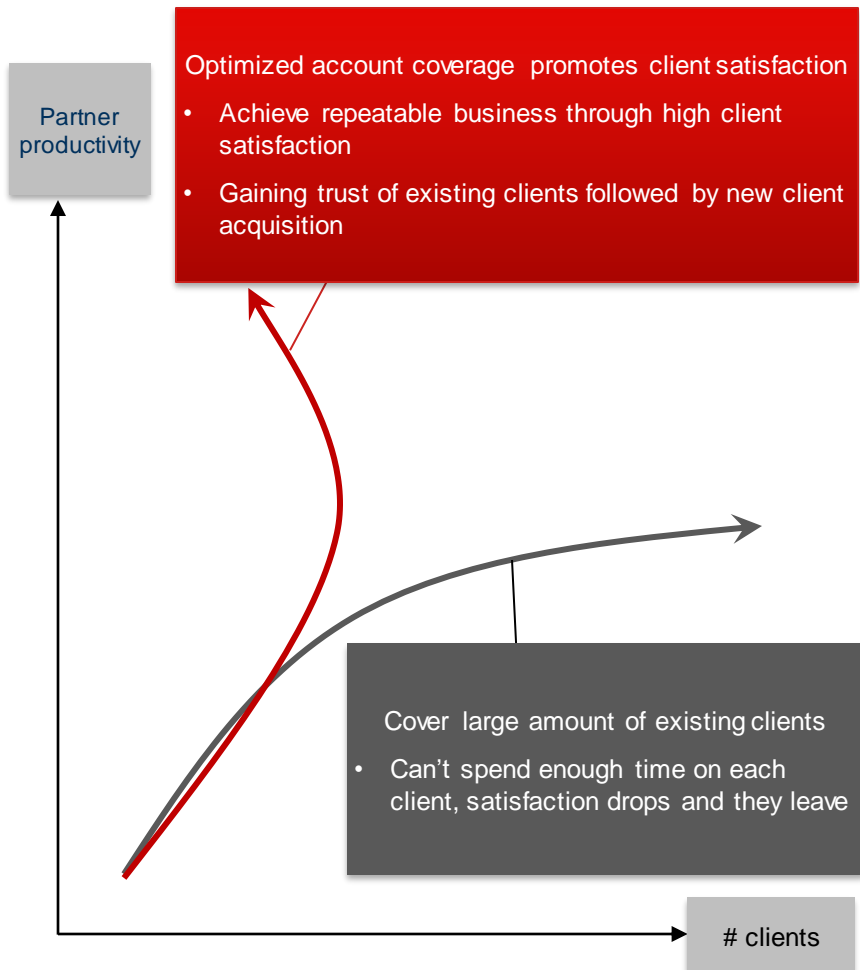 Optimized account coverage promotes client satisfaction
• Achieve repeatable business through high client
satisfaction
• Gaining trust of existing clients followed by new client
acquisition
Partner
productivity
Cover large amount of existing clients
• Can't spend enough time on each
client, satisfaction drops and they leave
# clients